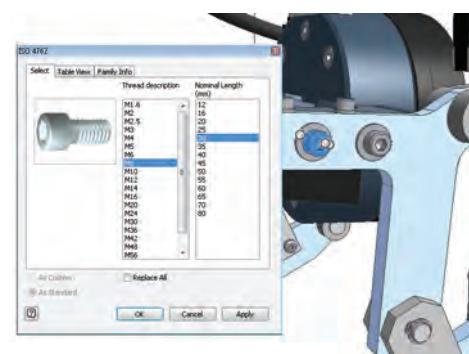 ISO 4762
Select
Table View
Family Info
Thread description
M1.6
M2
M2.5
M3
M4
M5
M6
M8
M10
M12
M14
M16
M20
M24
M30
M36
M42
M48
M56
Nominal Length
(mm)
12
16
20
25
30
35
40
45
50
55
60
65
70
80
As Custom
Replace All
As Standard
?
OK
Cancel
Apply